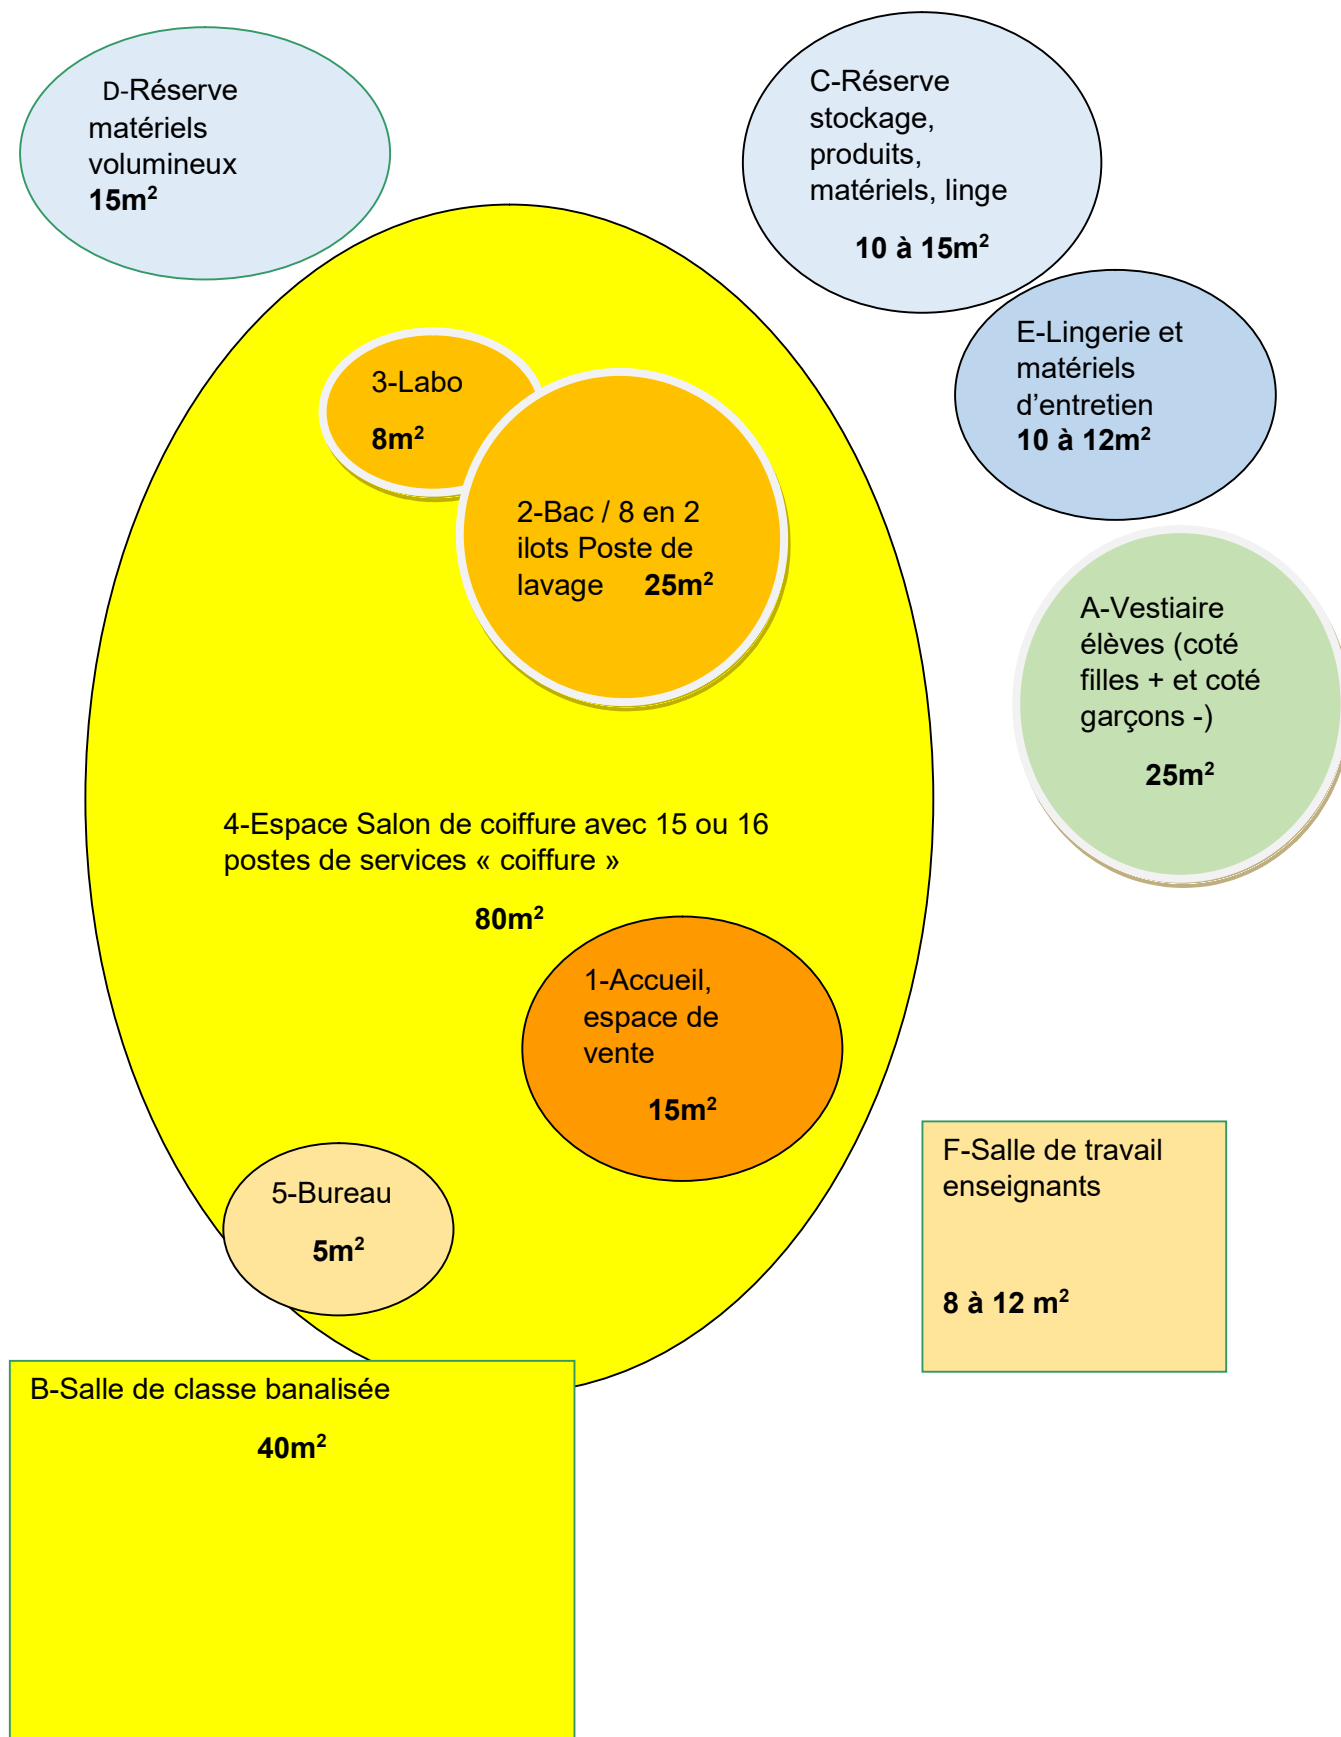 D-Réserve
matériels
volumineux
15m²
C-Réserve
stockage,
produits,
matériels, linge
10 à 15m²
E-Lingerie et
matériels
d’entretien
10 à 12m²
3-Labo
8m²
2-Bac / 8 en 2
ilots Poste de
lavage 25m²
A-Vestiaire
élèves (coté
filles + et coté
garçons -)
25m²
4-Espace Salon de coiffure avec 15 ou 16
postes de services « coiffure »
80m²
1-Accueil,
espace de
vente
15m²
5-Bureau
5m²
F-Salle de travail
enseignants
8 à 12 m²
B-Salle de classe banalisée
40m²